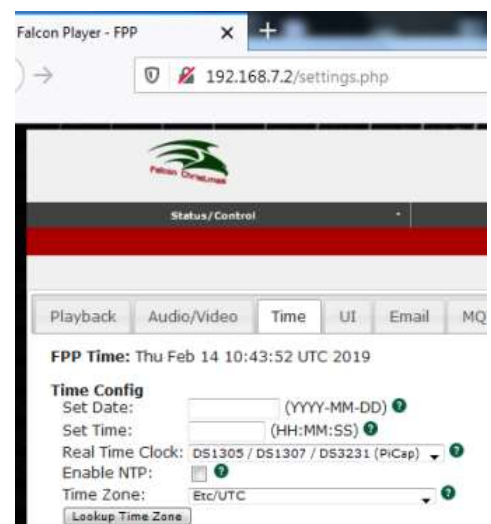 Falcon Player - FPP
192.168.7.2/settings.php
Falcon Christmas
Status/Control
Playback Audio/Video Time UI Email MQ
FPP Time: Thu Feb 14 10:43:52 UTC 2019
Time Config
Set Date: (YYYY-MM-DD)
Set Time: (HH:MM:SS)
Real Time Clock: DS1305 / DS1307 / DS3231 (PiCap)
Enable NTP:
Time Zone: Etc/UTC
Lookup Time Zone